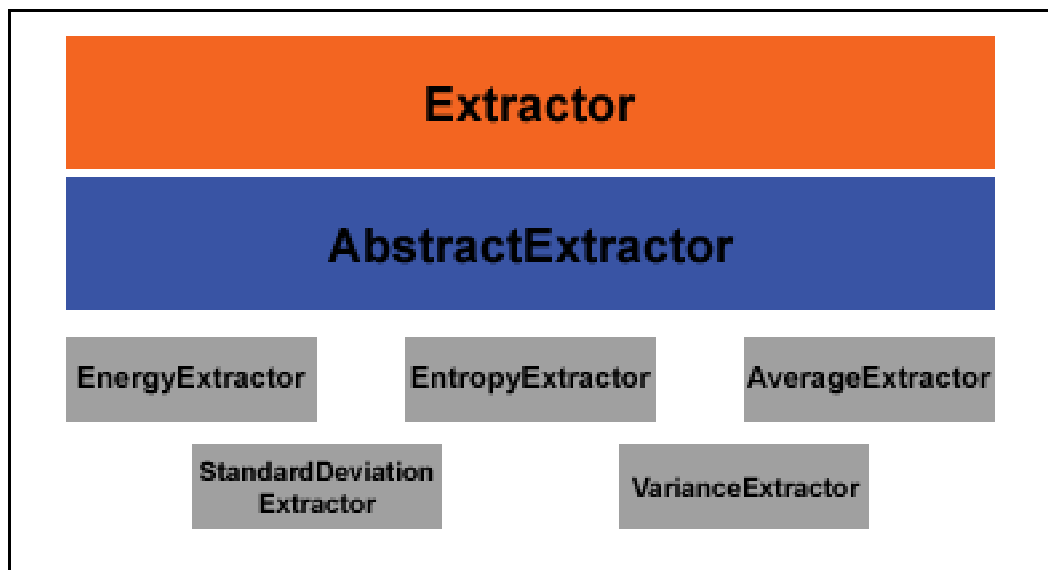 Extractor
AbstractExtractor
EnergyExtractor
EntropyExtractor
AverageExtractor
StandardDeviation
Extractor
VarianceExtractor